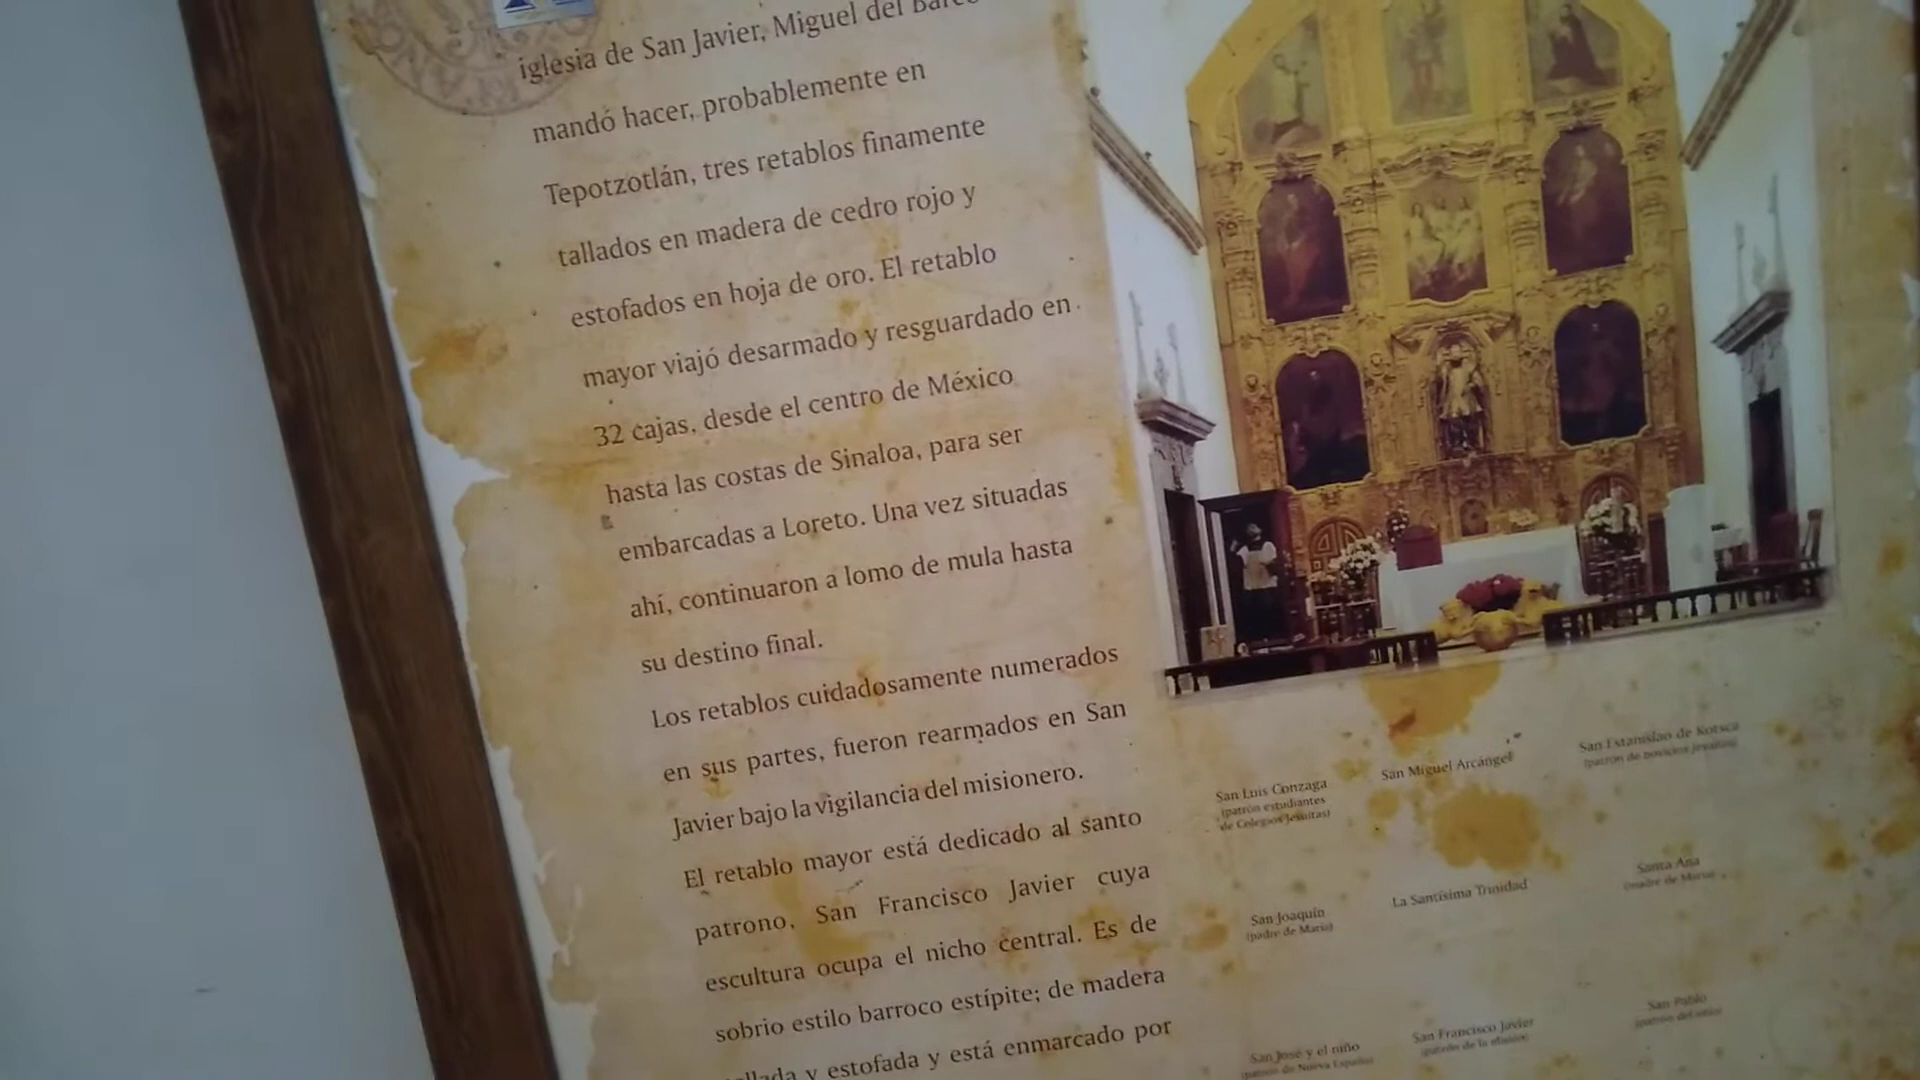 iglesia de San Javier, Miguel del
mandó hacer, probablemente en
Tepotzotlán, tres retablos finamente
tallados en madera de cedro rojo y
estofados en hoja de oro. El retablo
mayor viajó desarmado y resguardado en
32 cajas, desde el centro de México
hasta las costas de Sinaloa, para ser
embarcadas a Loreto. Una vez situadas
ahí, continuaron a lomo de mula hasta
su destino final.
Los retablos cuidadosamente numerados
en sus partes, fueron rearmados en San
Javier bajo la vigilancia del misionero.
El retablo mayor está dedicado al santo
patrono, San Francisco Javier cuya
escultura ocupa el nicho central. Es de
sobrio estilo barroco estípite; de madera
y estofada y está enmarcado por
San Luis Gonzaga
(patrón estudiantes
de Colegios Jesuitas)
San Miguel Arcángel
San Estanislao de Kotsca
(patrón de novicios jesuitas)
San Joaquín
(padre de María)
La Santísima Trinidad
Santa Ana
(madre de María)
San José y el niño
(patrón de Nueva España)
San Francisco Javier
(patrón de la misión)
San Pablo